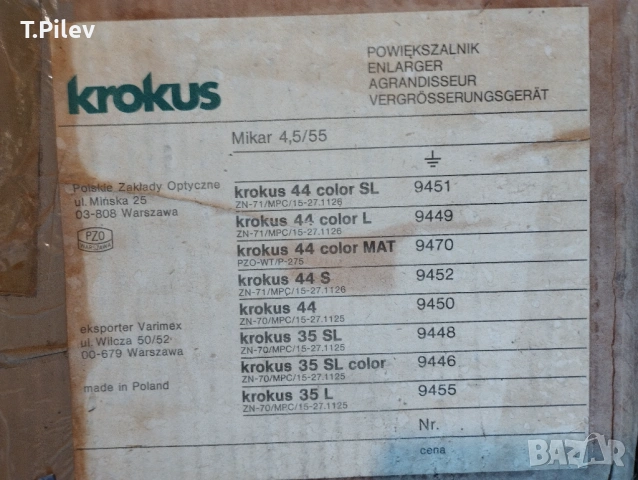 T.Pilev
krokus
POWIĘKSZALNIK
ENLARGER
AGRANDISSEUR
VERGRÖSSERUNGSGERÄT
Mikar 4,5/55
Polskie Zakłady Optyczne
ul. Mińska 25
03-808 Warszawa
PZO
WARSZAWA
eksporter Varimex
ul. Wilcza 50/52
00-679 Warszawa
made in Poland
krokus 44 color SL 9451
ZN-71/MPC/15-27.1126
krokus 44 color L 9449
ZN-71/MPC/15-27.1126
krokus 44 color MAT 9470
PZO-WT/P-275
krokus 44 S 9452
ZN-71/MPC/15-27.1126
krokus 44 9450
ZN-70/MPC/15-27.1125
krokus 35 SL 9448
ZN-70/MPC/15-27.1125
krokus 35 SL color 9446
ZN-70/MPC/15-27.1125
krokus 35 L 9455
ZN-70/MPC/15-27.1125
Nr.
cena
BAZAR